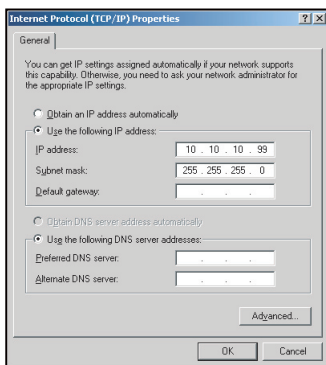 Internet Protocol (TCP/IP) Properties
General
You can get IP settings assigned automatically if your network supports
this capability. Otherwise, you need to ask your network administrator for
the appropriate IP settings.
Obtain an IP address automatically
Use the following IP address:
IP address: 10 . 10 . 10 . 99
Subnet mask: 255 . 255 . 255 . 0
Default gateway: . . .
Obtain DNS server address automatically
Use the following DNS server addresses:
Preferred DNS server: . . .
Alternate DNS server: . . .
Advanced...
OK Cancel